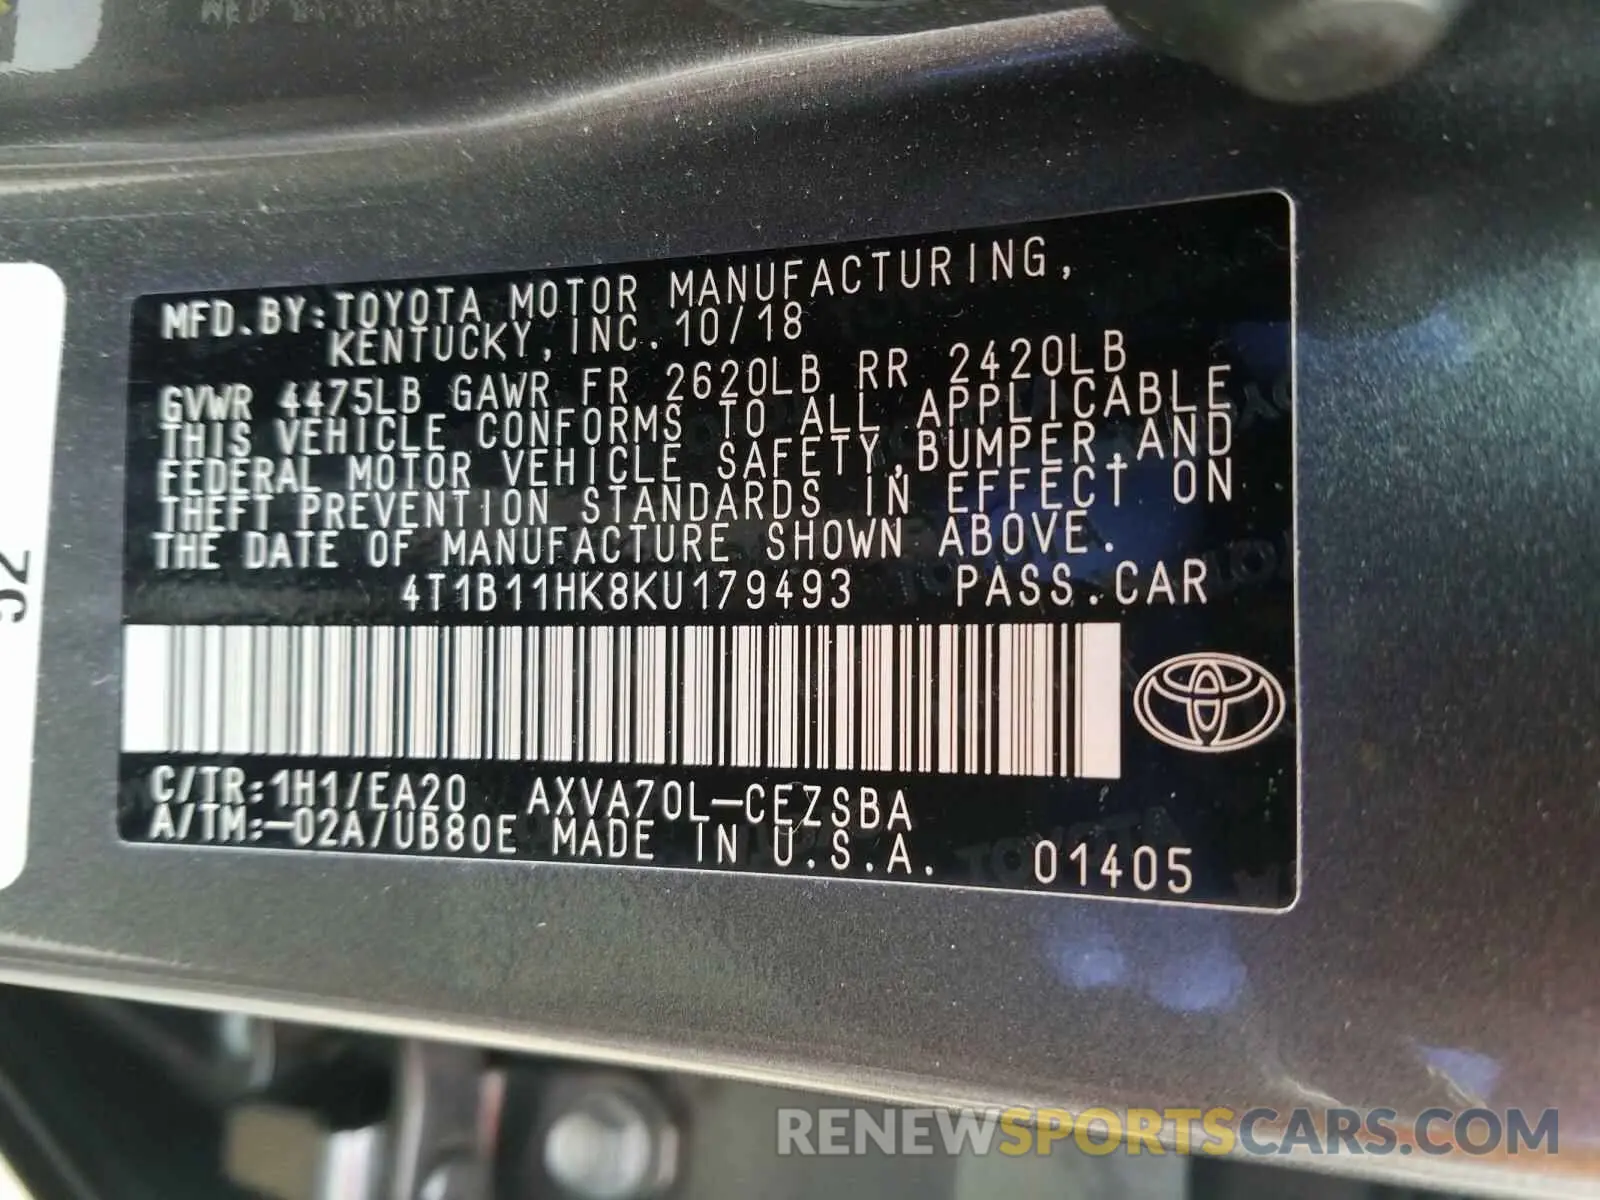 MFD.BY:TOYOTA MOTOR MANUFACTURING,
KENTUCKY,INC.10/18
GVWR 4475LB GAWR FR 2620LB RR 2420LB
THIS VEHICLE CONFORMS TO ALL APPLICABLE
FEDERAL MOTOR VEHICLE SAFETY,BUMPER,AND
THEFT PREVENTION STANDARDS IN EFFECT ON
THE DATE OF MANUFACTURE SHOWN ABOVE.
4T1B11HK8KU179493 PASS.CAR
C/TR:1H1/EA20 AXVA70L-CEZSBA
A/TM:-02A/UB80E MADE IN U.S.A. 01405
RENEWSPORTSCARS.COM